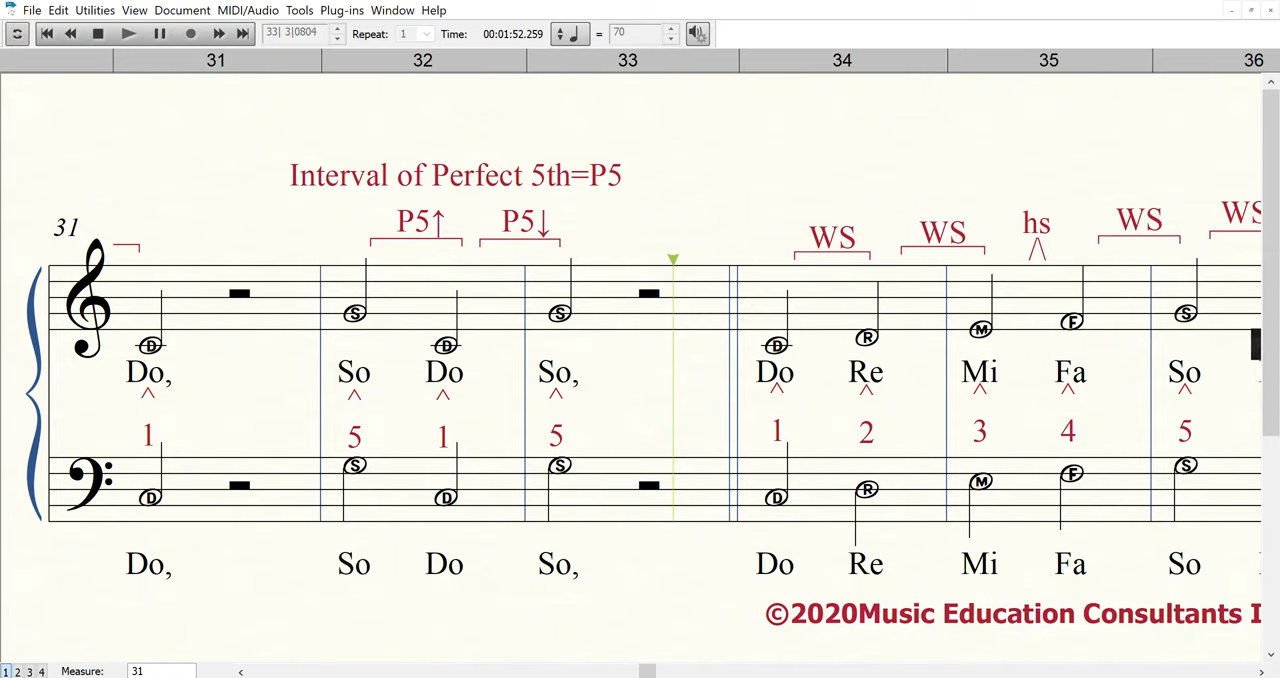 File Edit Utilities View Document MIDI/Audio Tools Plug-ins Window Help
33| 3|0804 Repeat: 1 Time: 00:01:52.259 = 70
31 32 33 34 35 36
Interval of Perfect 5th=P5
31 P5↑ P5↓ WS WS hs WS WS
D S D S D R M F S
Do, So Do So, Do Re Mi Fa So
^ ^ ^ ^ ^ ^ ^ ^ ^
1 5 1 5 1 2 3 4 5
D S D S D R M F S
Do, So Do So, Do Re Mi Fa So
©2020Music Education Consultants I
1 2 3 4 Measure: 31